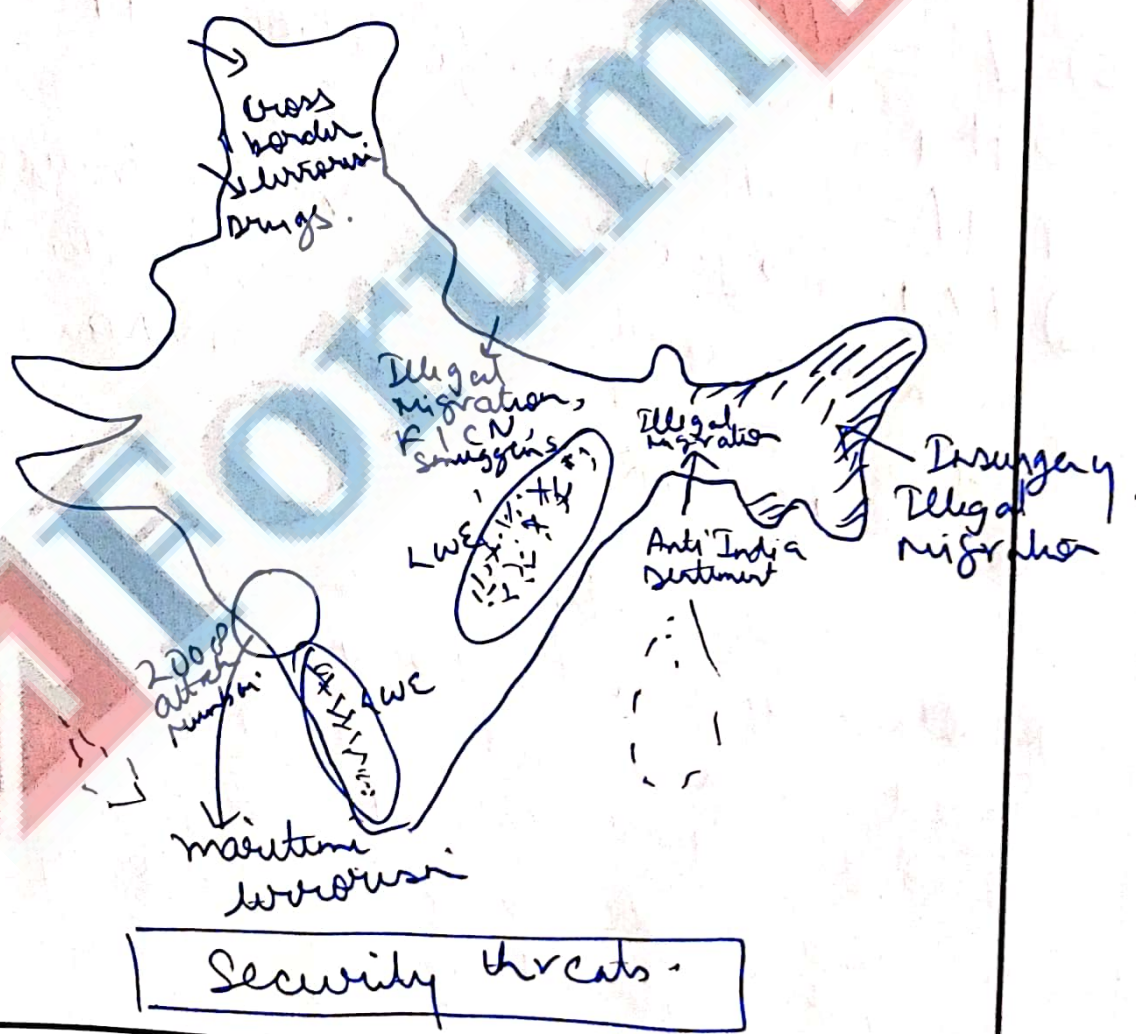 Cross
border
terrorism
Drugs.
Illegal
Migration,
FICN
smuggling
Illegal
migration
LWE
Insurgency
Illegal
Migration
Anti India
Sentiment
2008
attack
Mumbai
LWE
Maritime
terrorism
Security threats.
Forum